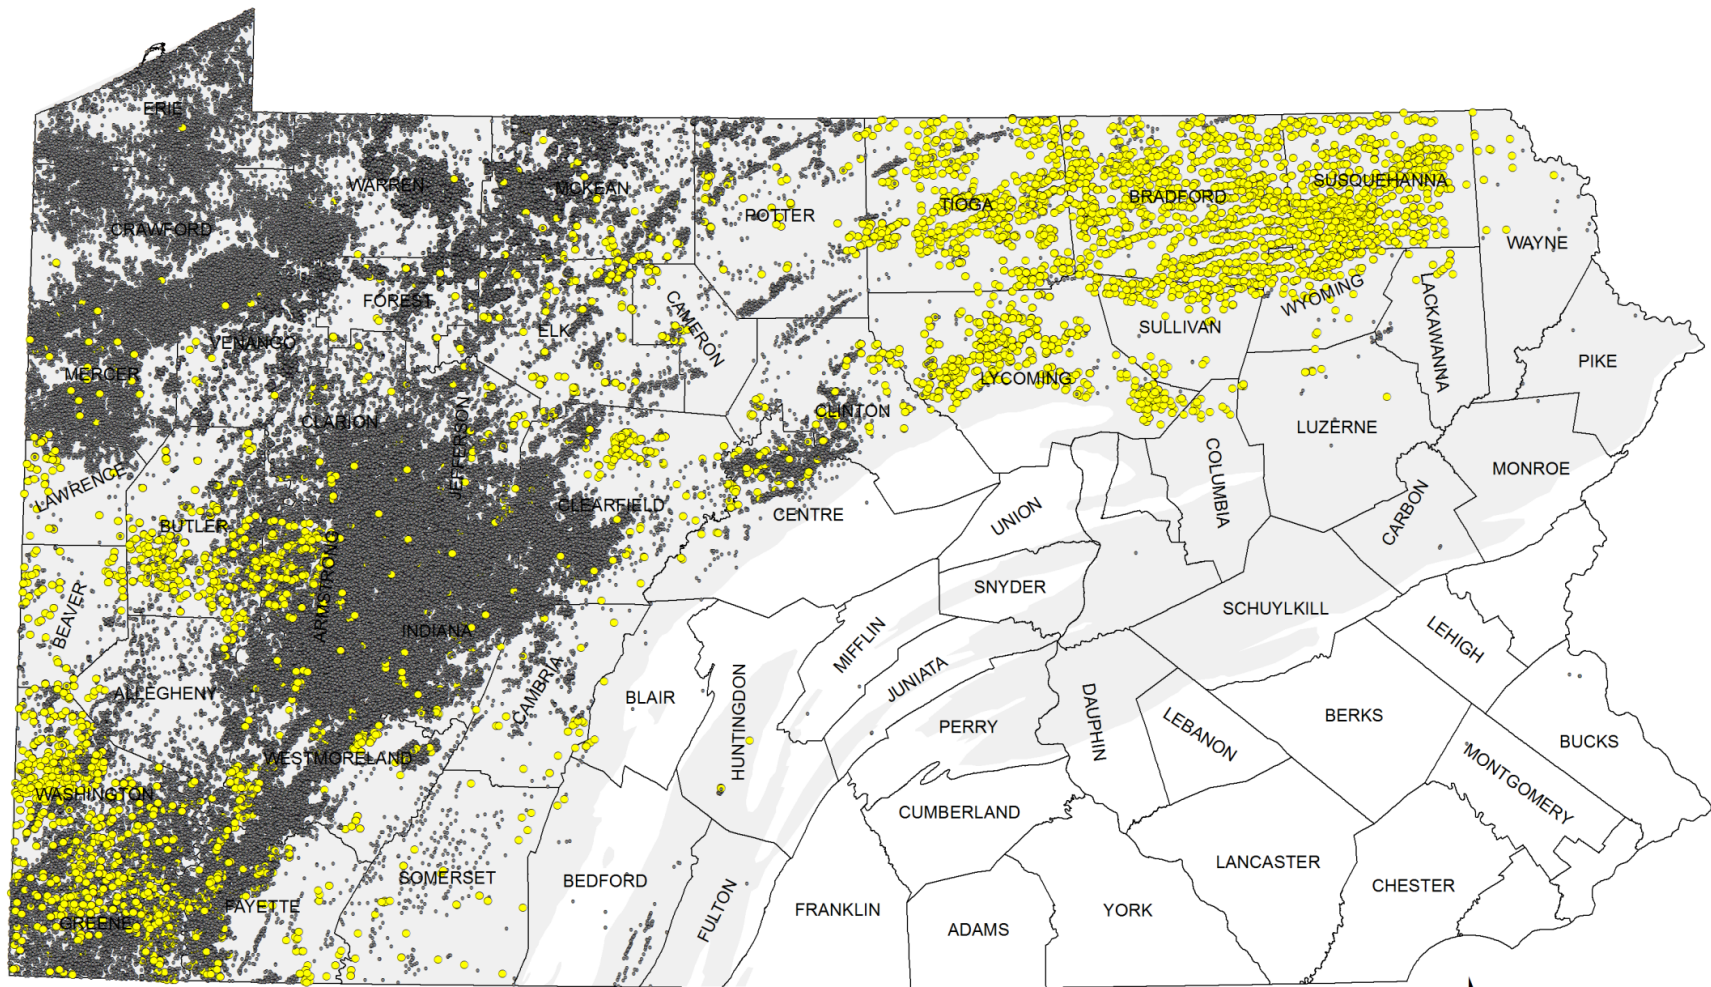 ERIE
WARREN
MCKEAN
POTTER
TIOGA
BRADFORD
SUSQUEHANNA
CRAWFORD
WAYNE
FOREST
CAMERON
WYOMING
LACKAWANNA
VENANGO
ELK
SULLIVAN
MERCER
PIKE
LYCOMING
CLARION
CLINTON
JEFFERSON
LUZERNE
LAWRENCE
MONROE
BUTLER
CLEARFIELD
CENTRE
UNION
COLUMBIA
CARBON
ARMSTRONG
SNYDER
SCHUYLKILL
BEAVER
INDIANA
MIFFLIN
LEHIGH
JUNIATA
ALLEGHENY
CAMBRIA
BLAIR
HUNTINGDON
PERRY
DAUPHIN
LEBANON
BERKS
BUCKS
WESTMORELAND
WASHINGTON
CUMBERLAND
MONTGOMERY
LANCASTER
SOMERSET
BEDFORD
CHESTER
FAYETTE
GREENE
FULTON
FRANKLIN
ADAMS
YORK